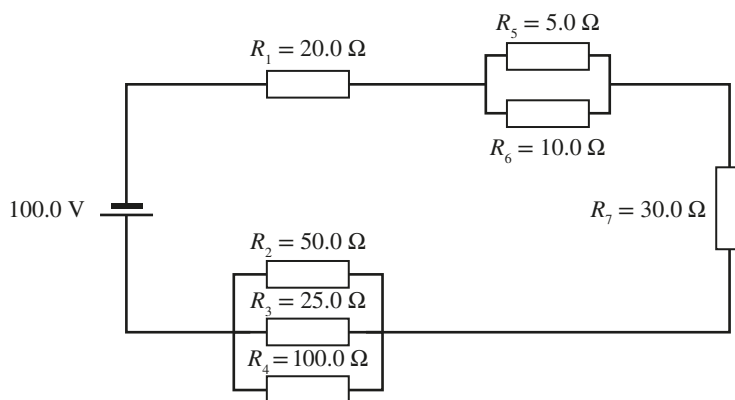 R₅ = 5.0 Ω
R₁ = 20.0 Ω
R₆ = 10.0 Ω
100.0 V
R₇ = 30.0 Ω
R₂ = 50.0 Ω
R₃ = 25.0 Ω
R₄ = 100.0 Ω